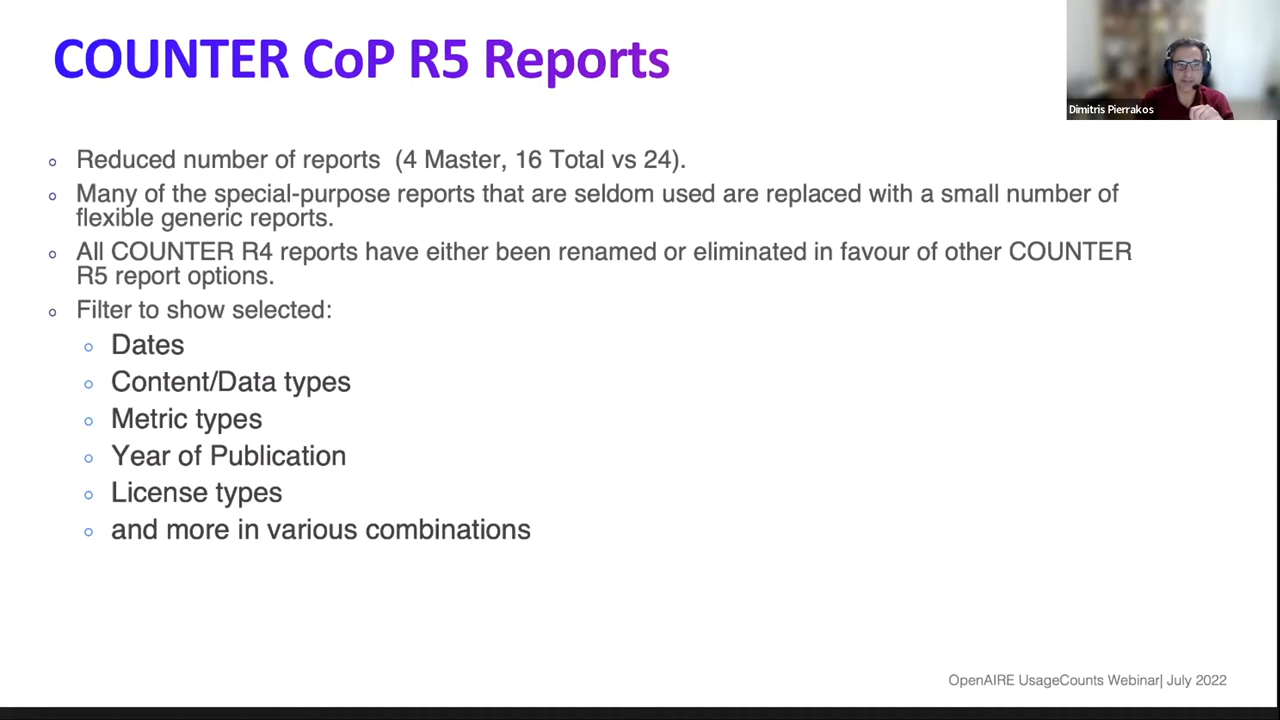 COUNTER CoP R5 Reports
Dimitris Pierrakos
Reduced number of reports (4 Master, 16 Total vs 24).
Many of the special-purpose reports that are seldom used are replaced with a small number of
flexible generic reports.
All COUNTER R4 reports have either been renamed or eliminated in favour of other COUNTER
R5 report options.
Filter to show selected:
Dates
Content/Data types
Metric types
Year of Publication
License types
and more in various combinations
OpenAIRE UsageCounts Webinar| July 2022